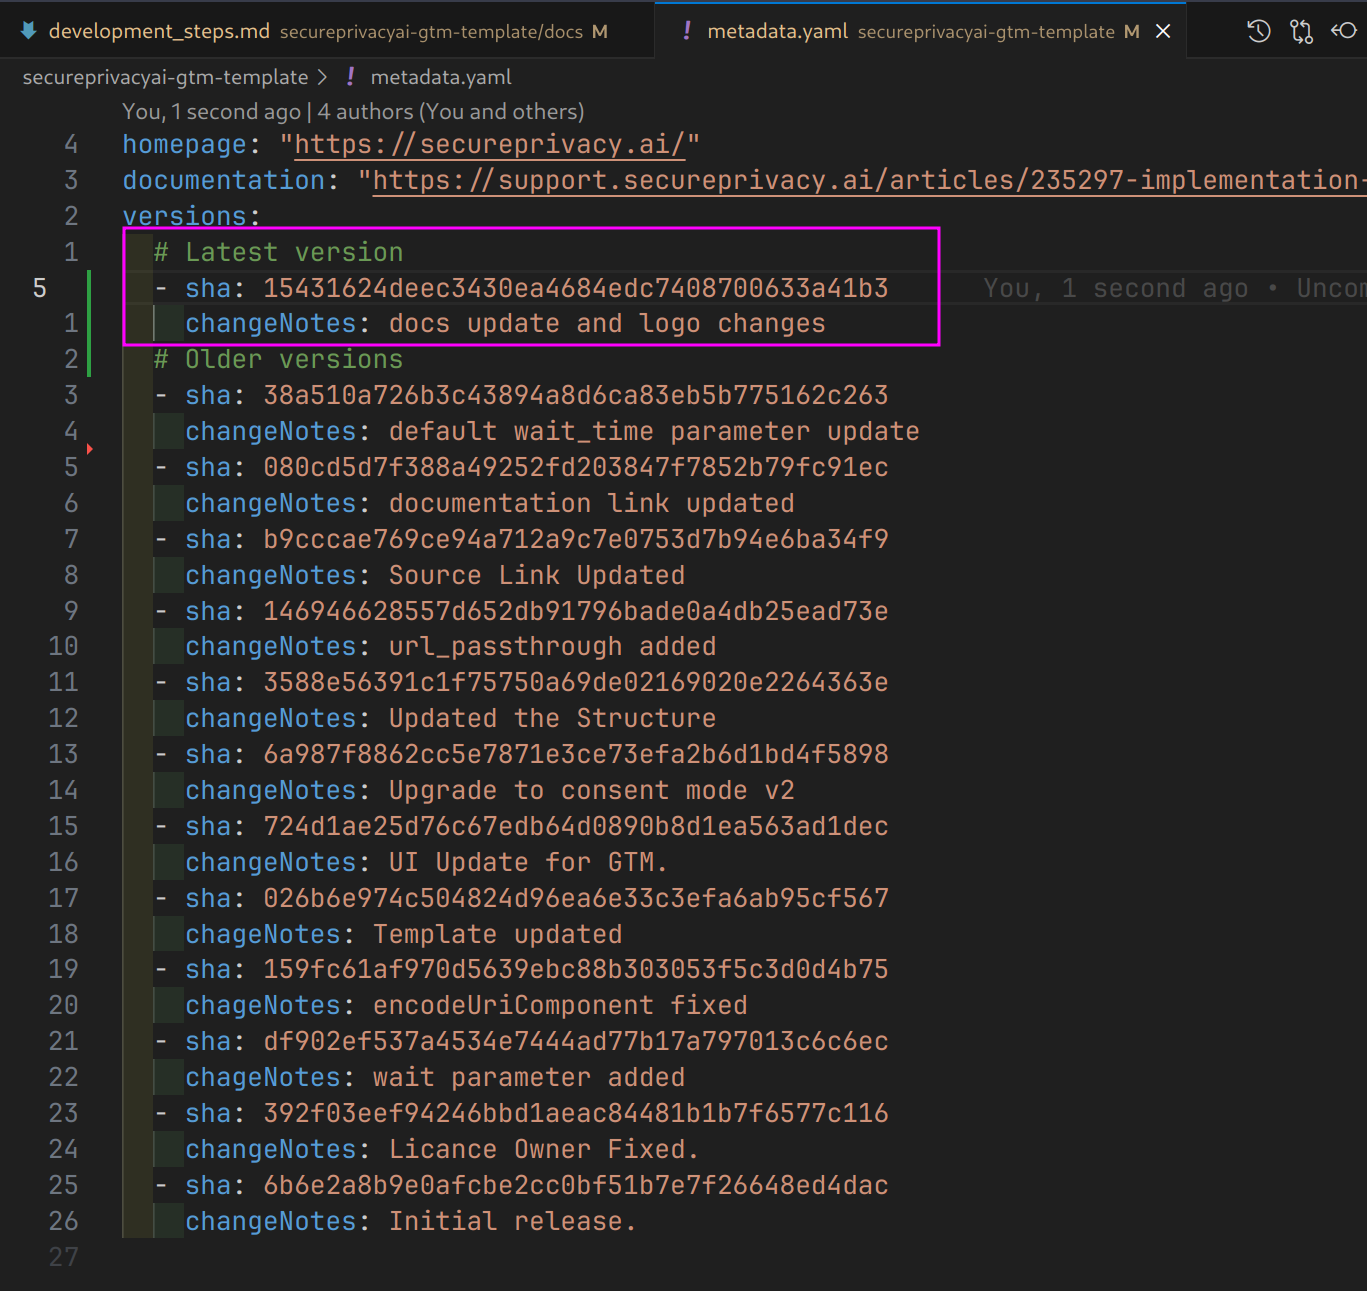 development_steps.md secureprivacyai-gtm-template/docs M
! metadata.yaml secureprivacyai-gtm-template M
secureprivacyai-gtm-template > ! metadata.yaml
You, 1 second ago | 4 authors (You and others)
4 homepage: "https://secureprivacy.ai/"
3 documentation: "https://support.secureprivacy.ai/articles/235297-implementation-
2 versions:
1 # Latest version
5 - sha: 15431624deec3430ea4684edc7408700633a41b3 You, 1 second ago • Uncom
1 changeNotes: docs update and logo changes
2 # Older versions
3 - sha: 38a510a726b3c43894a8d6ca83eb5b775162c263
4 changeNotes: default wait_time parameter update
5 - sha: 080cd5d7f388a49252fd203847f7852b79fc91ec
6 changeNotes: documentation link updated
7 - sha: b9cccae769ce94a712a9c7e0753d7b94e6ba34f9
8 changeNotes: Source Link Updated
9 - sha: 146946628557d652db91796bade0a4db25ead73e
10 changeNotes: url_passthrough added
11 - sha: 3588e56391c1f75750a69de02169020e2264363e
12 changeNotes: Updated the Structure
13 - sha: 6a987f8862cc5e7871e3ce73efa2b6d1bd4f5898
14 changeNotes: Upgrade to consent mode v2
15 - sha: 724d1ae25d76c67edb64d0890b8d1ea563ad1dec
16 changeNotes: UI Update for GTM.
17 - sha: 026b6e974c504824d96ea6e33c3efa6ab95cf567
18 chageNotes: Template updated
19 - sha: 159fc61af970d5639ebc88b303053f5c3d0d4b75
20 chageNotes: encodeUriComponent fixed
21 - sha: df902ef537a4534e7444ad77b17a797013c6c6ec
22 chageNotes: wait parameter added
23 - sha: 392f03eef94246bbd1aeac84481b1b7f6577c116
24 changeNotes: Licance Owner Fixed.
25 - sha: 6b6e2a8b9e0afcbe2cc0bf51b7e7f26648ed4dac
26 changeNotes: Initial release.
27